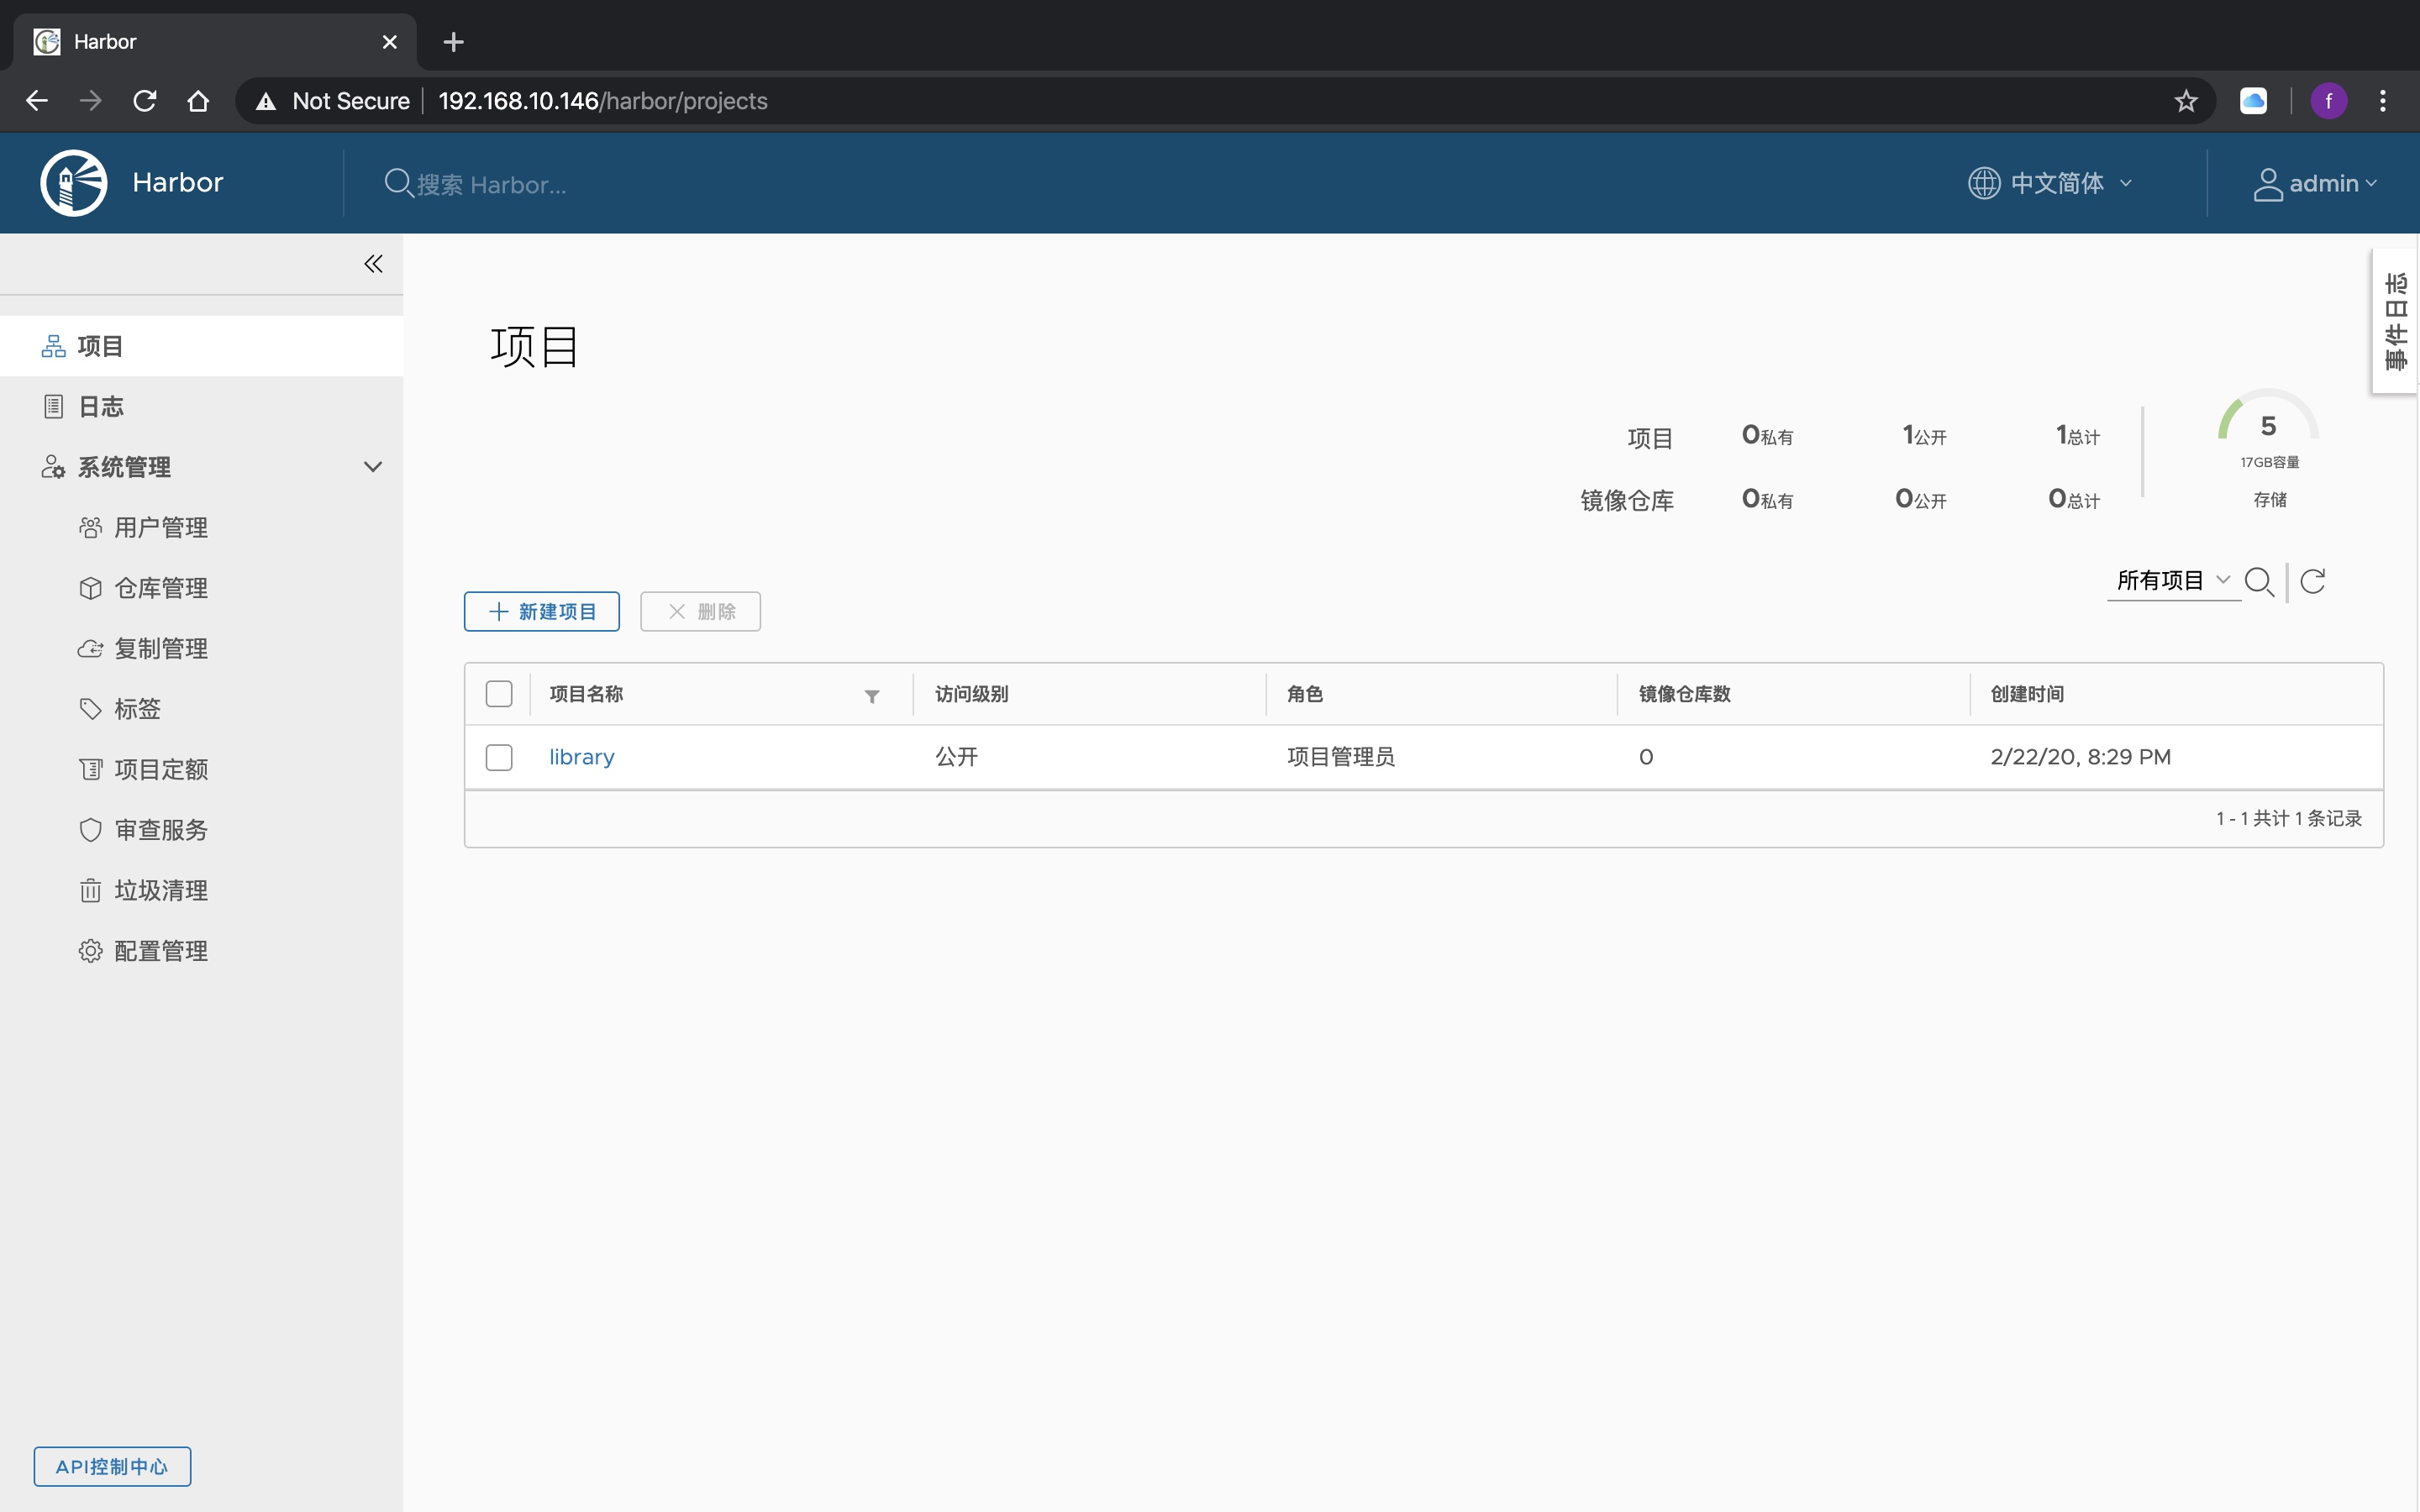 Harbor
Not Secure 192.168.10.146/harbor/projects
f
Harbor
搜索 Harbor...
中文简体
admin
项目
日志
系统管理
用户管理
仓库管理
复制管理
标签
项目定额
审查服务
垃圾清理
配置管理
API控制中心
事件日志
项目
项目 0私有 1公开 1总计
镜像仓库 0私有 0公开 0总计
5
17GB容量
存储
所有项目
新建项目 删除
项目名称 访问级别 角色 镜像仓库数 创建时间
library 公开 项目管理员 0 2/22/20, 8:29 PM
1 - 1 共计 1 条记录